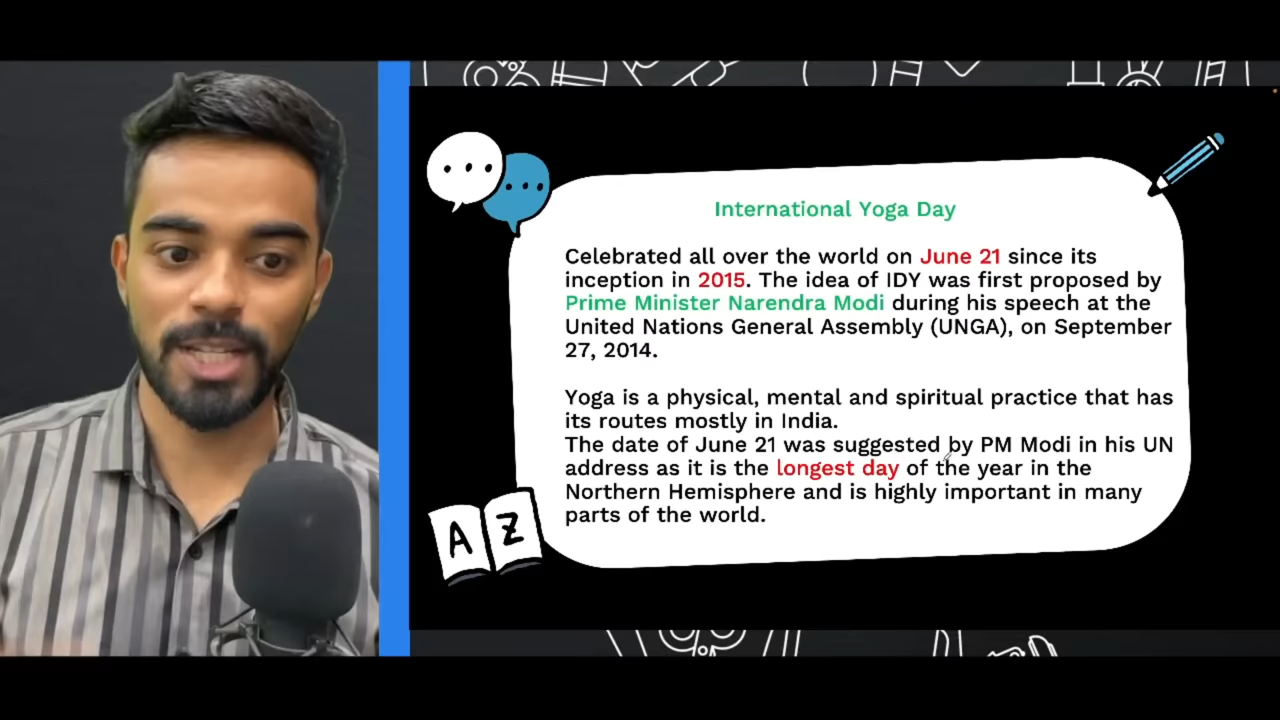 International Yoga Day
Celebrated all over the world on June 21 since its
inception in 2015. The idea of IDY was first proposed by
Prime Minister Narendra Modi during his speech at the
United Nations General Assembly (UNGA), on September
27, 2014.
Yoga is a physical, mental and spiritual practice that has
its routes mostly in India.
The date of June 21 was suggested by PM Modi in his UN
address as it is the longest day of the year in the
Northern Hemisphere and is highly important in many
parts of the world.
A Z